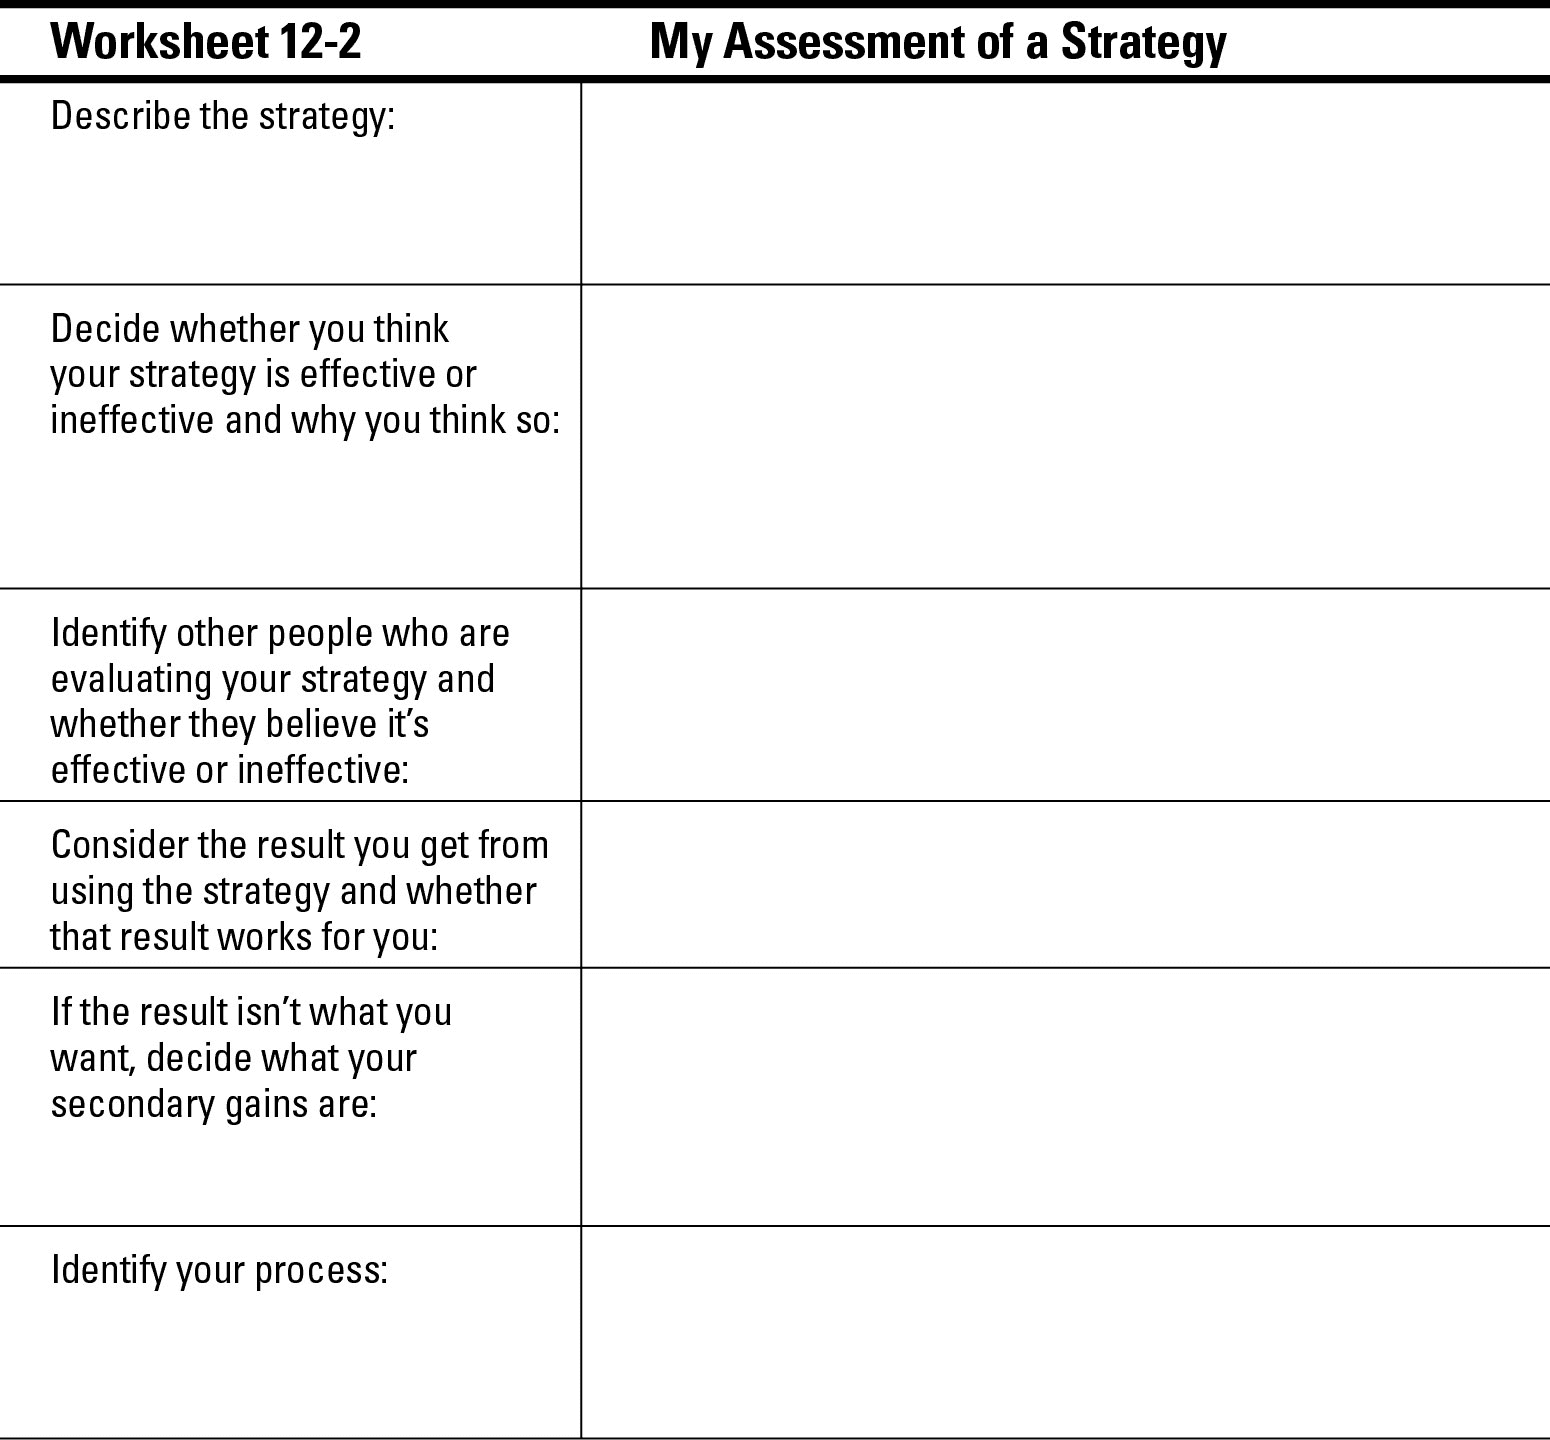 Worksheet 12-2 My Assessment of a Strategy
Describe the strategy:
Decide whether you think
your strategy is effective or
ineffective and why you think so:
Identify other people who are
evaluating your strategy and
whether they believe it’s
effective or ineffective:
Consider the result you get from
using the strategy and whether
that result works for you:
If the result isn’t what you
want, decide what your
secondary gains are:
Identify your process: